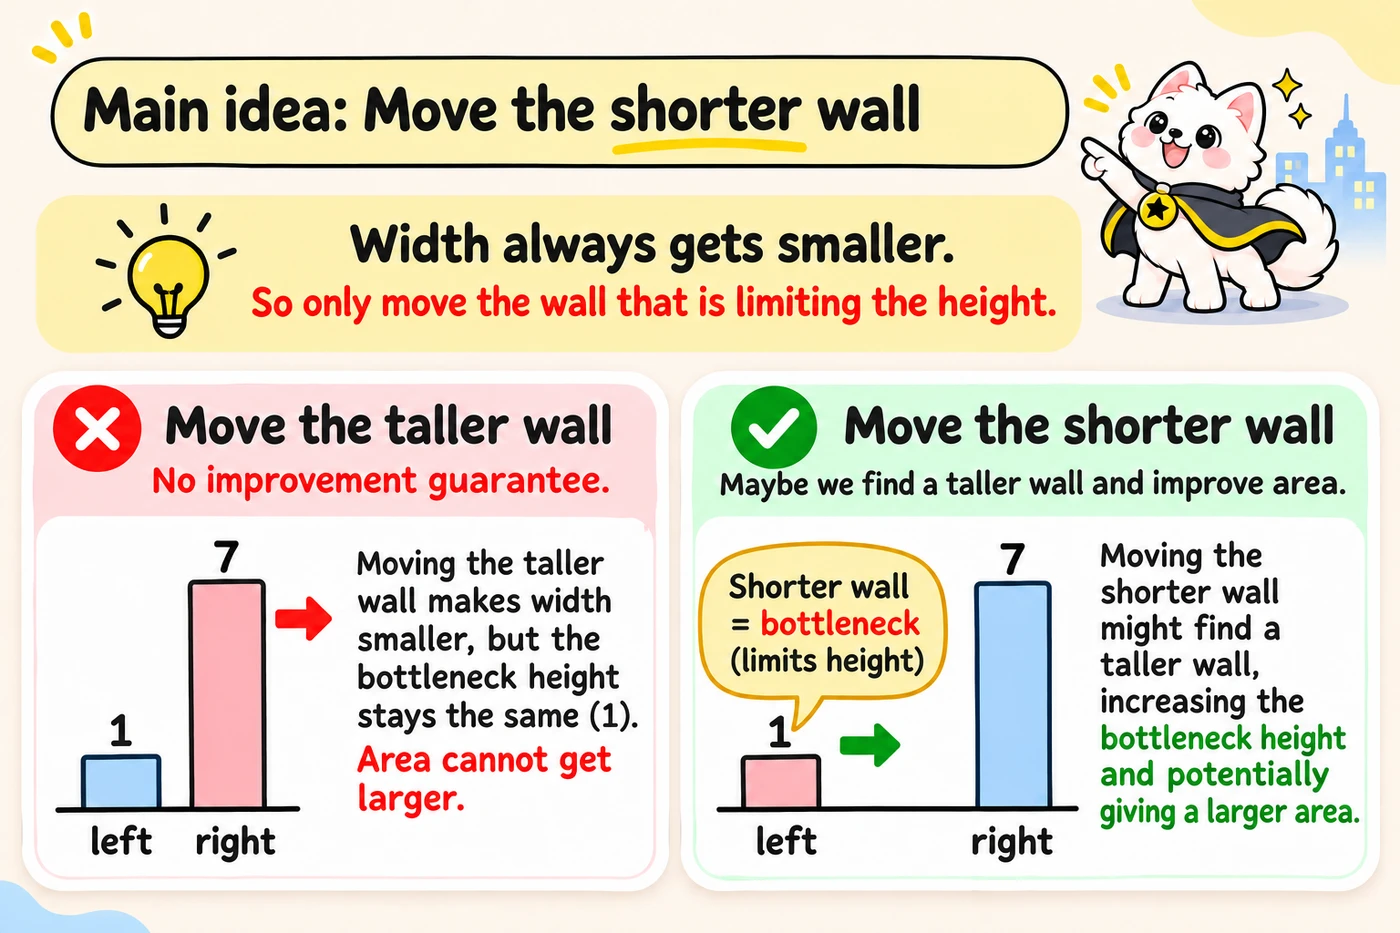 Main idea: Move the shorter wall
Width always gets smaller.
So only move the wall that is limiting the height.
Move the taller wall
No improvement guarantee.
7
1
left
right
Moving the taller
wall makes width
smaller, but the
bottleneck height
stays the same (1).
Area cannot get
larger.
Move the shorter wall
Maybe we find a taller wall and improve area.
Shorter wall
= bottleneck
(limits height)
1
7
left
right
Moving the
shorter wall
might find a
taller wall,
increasing the
bottleneck height
and potentially
giving a larger area.